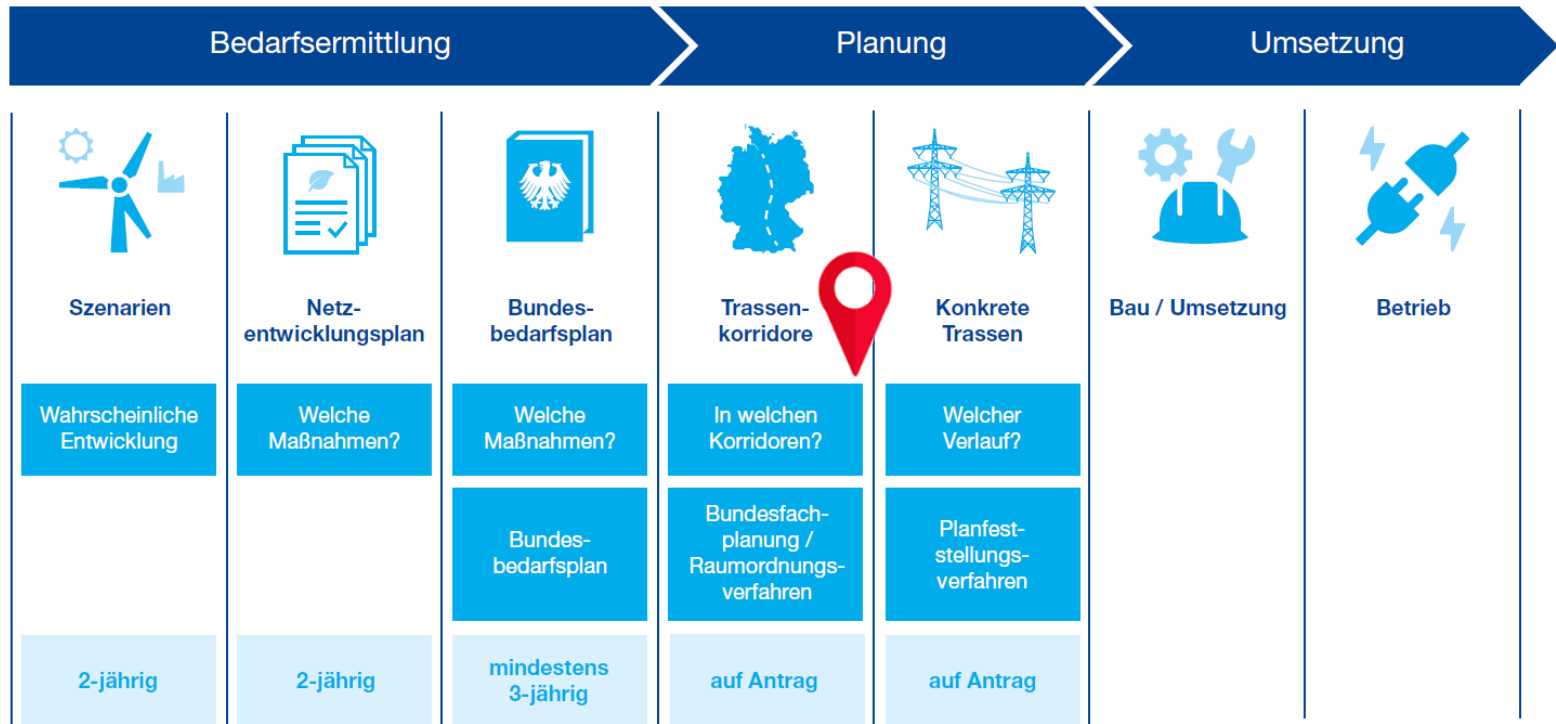 Bedarfsermittlung
Planung
Umsetzung
Szenarien
Netz-
entwicklungsplan
Bundes-
bedarfsplan
Trassen-
korridore
Konkrete
Trassen
Bau / Umsetzung
Betrieb
Wahrscheinliche
Entwicklung
Welche
Maßnahmen?
Welche
Maßnahmen?
In welchen
Korridoren?
Welcher
Verlauf?
Bundes-
bedarfsplan
Bundesfach-
planung /
Raumordnungs-
verfahren
Planfest-
stellungs-
verfahren
2-jährig
2-jährig
mindestens
3-jährig
auf Antrag
auf Antrag